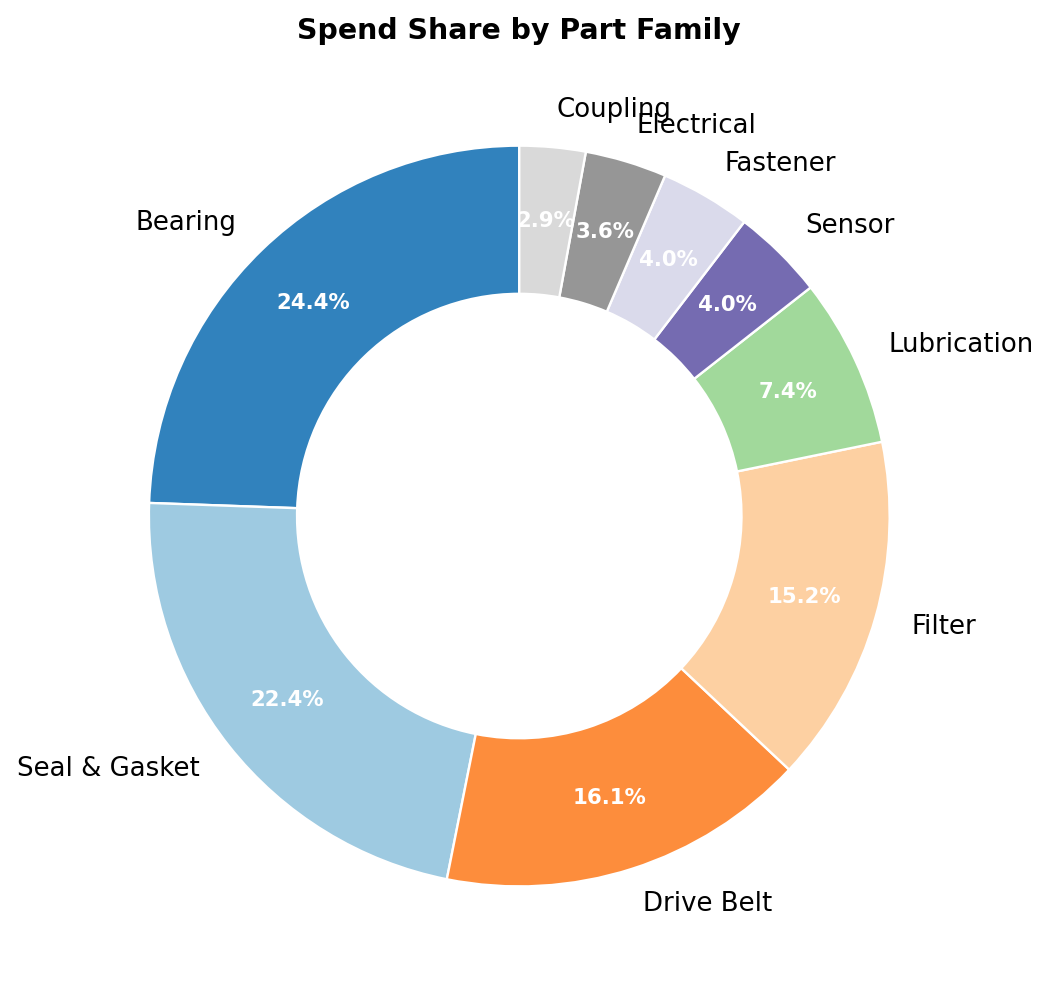 Spend Share by Part Family
Coupling
Electrical
Fastener
Sensor
Lubrication
Filter
Drive Belt
Seal & Gasket
Bearing
2.9%
3.6%
4.0%
4.0%
7.4%
15.2%
16.1%
22.4%
24.4%